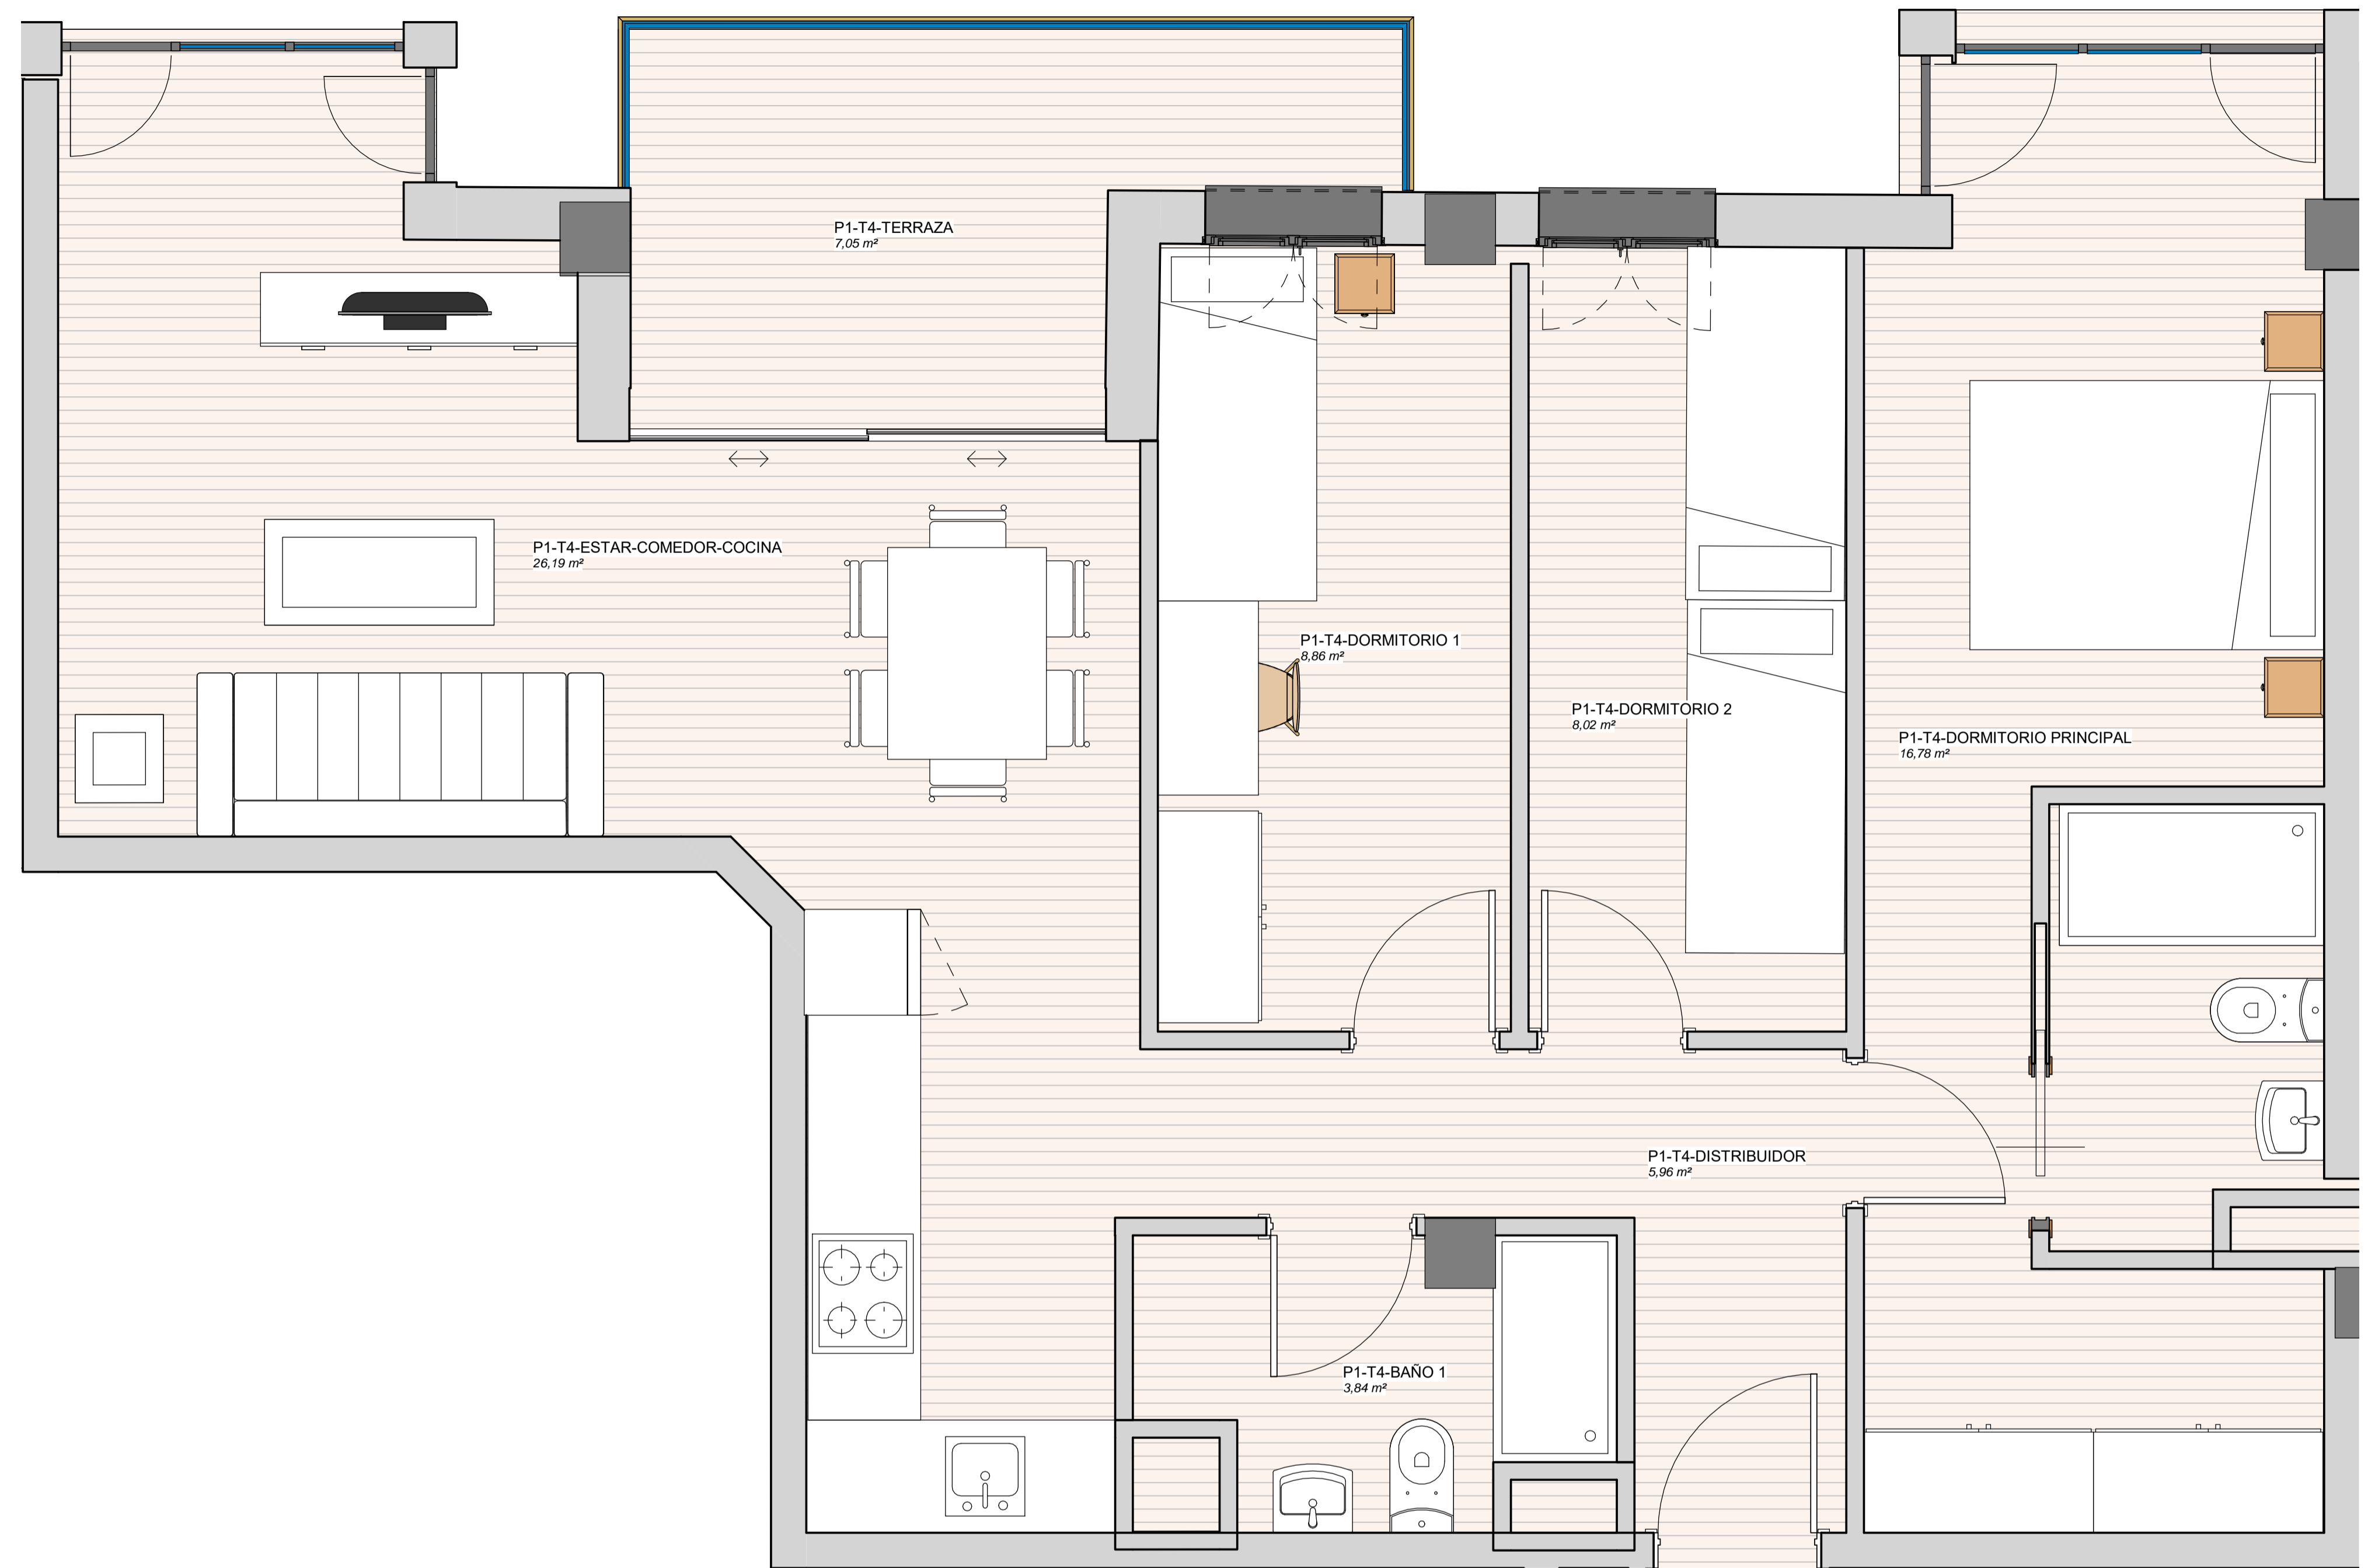 P1-T4-TERRAZA
7,05 m²
P1-T4-ESTAR-COMEDOR-COCINA
26,19 m²
P1-T4-DORMITORIO 1
8,86 m²
P1-T4-DORMITORIO 2
8,02 m²
P1-T4-DORMITORIO PRINCIPAL
16,78 m²
P1-T4-DISTRIBUIDOR
5,96 m²
P1-T4-BAÑO 1
3,84 m²